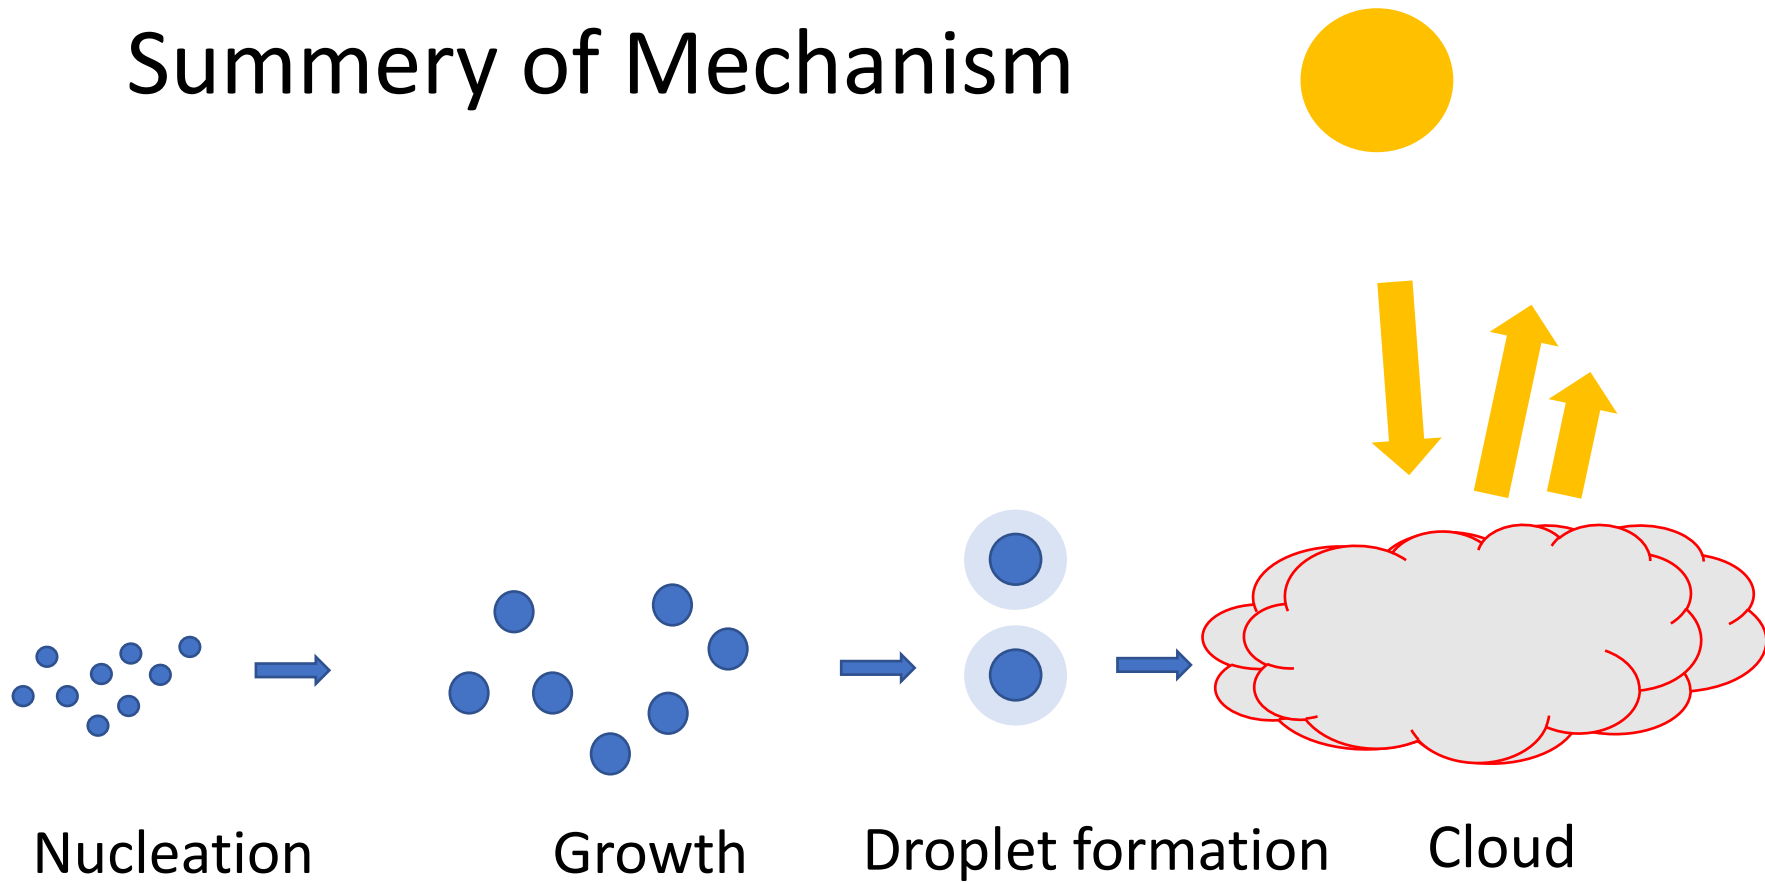 Summery of Mechanism
Nucleation
Growth
Droplet formation
Cloud